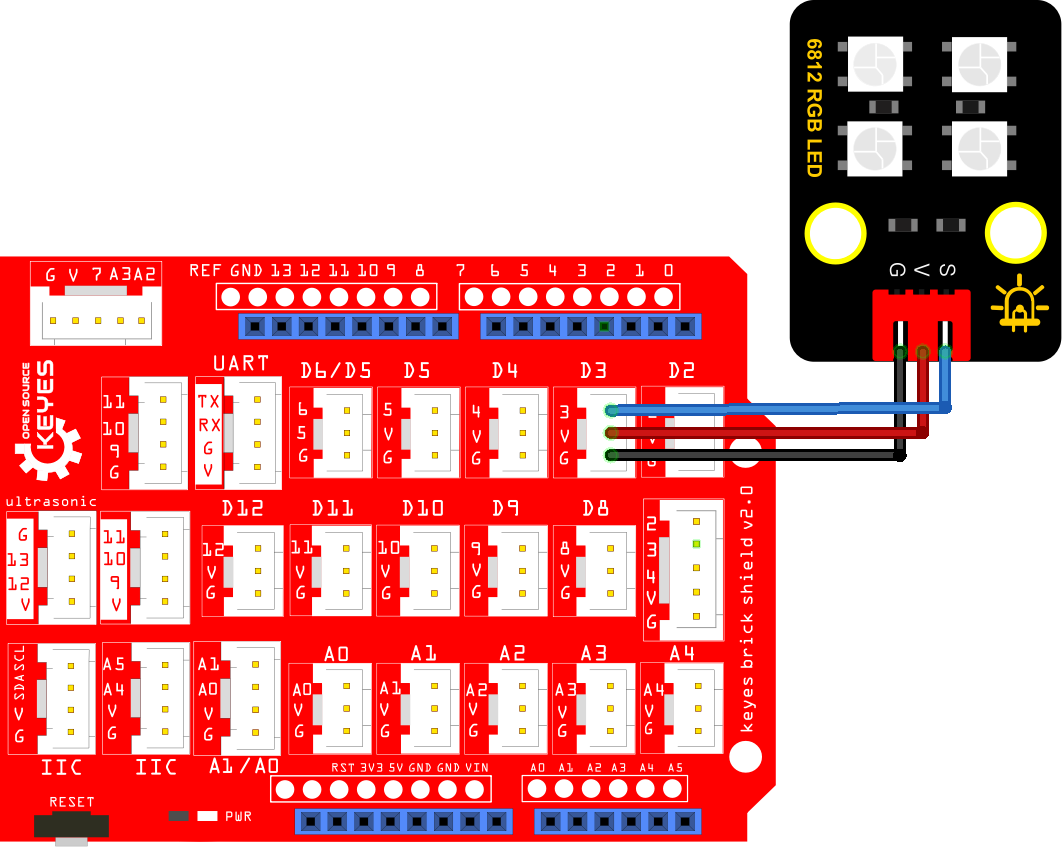 6812 RGB LED
G V S
G V 7 A3 A2
REF GND 13 12 11 10 9 8 7 6 5 4 3 2 1 0
OPEN SOURCE
KEYES
UART
D6/D5
D5
D4
D3
D2
11
10
9
G
TX
RX
G
V
6
5
G
5
V
G
4
V
G
3
V
G
G
ultrasonic
D12
D11
D10
D9
D8
G
13
12
V
11
10
9
V
12
V
G
11
V
G
10
V
G
9
V
G
8
V
G
2
3
4
V
G
keyes brick shield v2.0
A0
A1
A2
A3
A4
SCL
SDA
V
G
A5
A4
V
G
A1
A0
V
G
A0
V
G
A1
V
G
A2
V
G
A3
V
G
A4
V
G
IIC
IIC
A1/A0
RST 3V3 5V GND GND VIN
A0 A1 A2 A3 A4 A5
RESET
PWR